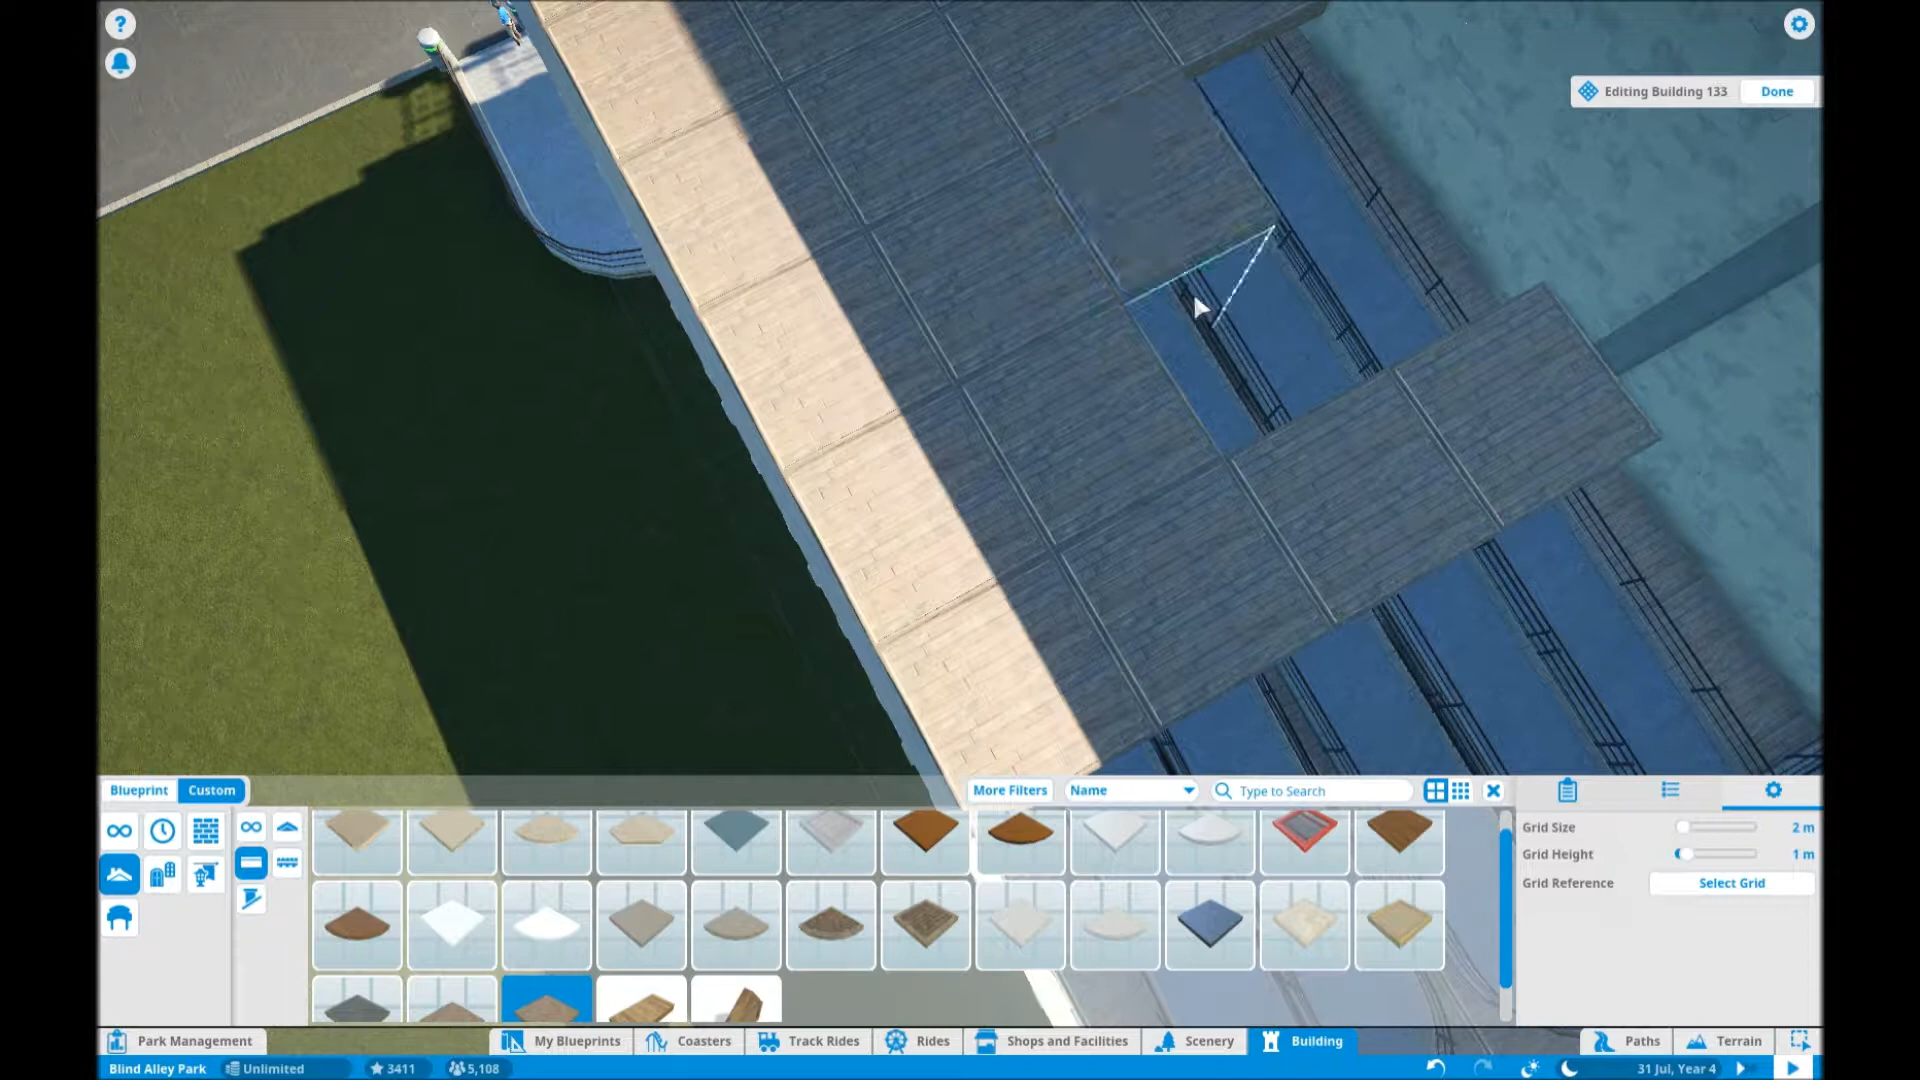 ?
Editing Building 133
Done
Blueprint
Custom
More Filters
Name
Type to Search
Grid Size
2 m
Grid Height
1 m
Grid Reference
Select Grid
Park Management
My Blueprints
Coasters
Track Rides
Rides
Shops and Facilities
Scenery
Building
Paths
Terrain
Blind Alley Park
Unlimited
3411
5,108
31 Jul, Year 4